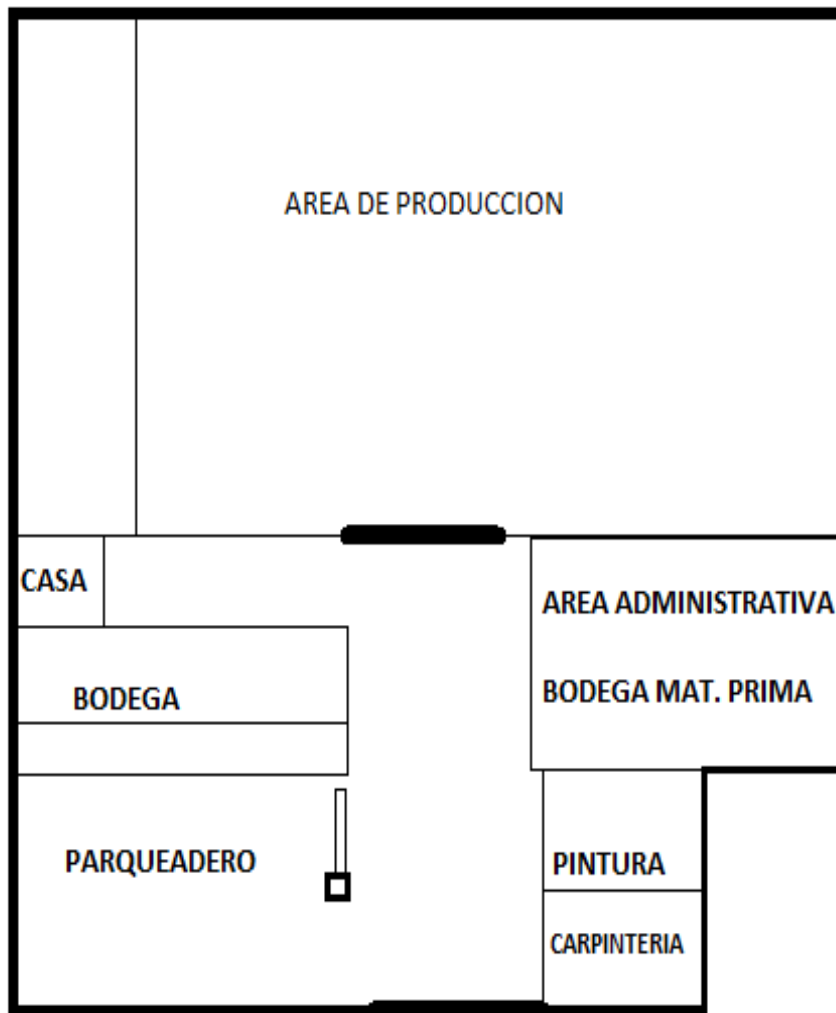 AREA DE PRODUCCION
CASA
AREA ADMINISTRATIVA
BODEGA MAT. PRIMA
BODEGA
PARQUEADERO
PINTURA
CARPINTERIA